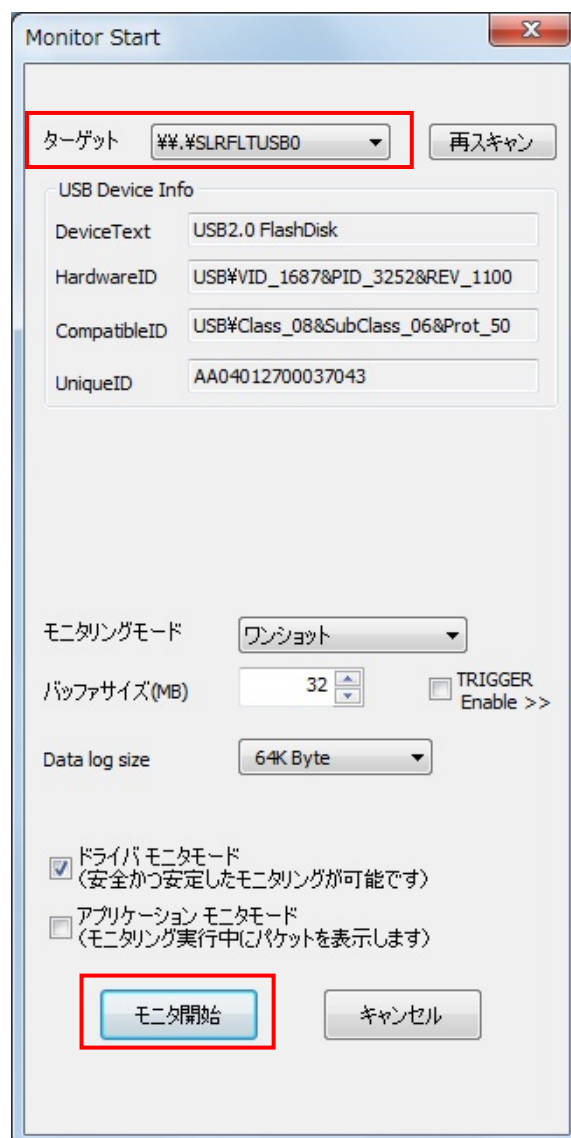 Monitor Start
ターゲット ¥¥.¥SLRFLTUSB0 再スキャン
USB Device Info
DeviceText USB2.0 FlashDisk
HardwareID USB¥VID_1687&PID_3252&REV_1100
CompatibleID USB¥Class_08&SubClass_06&Prot_50
UniqueID AA04012700037043
モニタリングモード ワンショット
バッファサイズ(MB) 32 TRIGGER
Enable >>
Data log size 64K Byte
ドライバ モニタモード
(安全かつ安定したモニタリングが可能です)
アプリケーション モニタモード
(モニタリング実行中にパケットを表示します)
モニタ開始 キャンセル